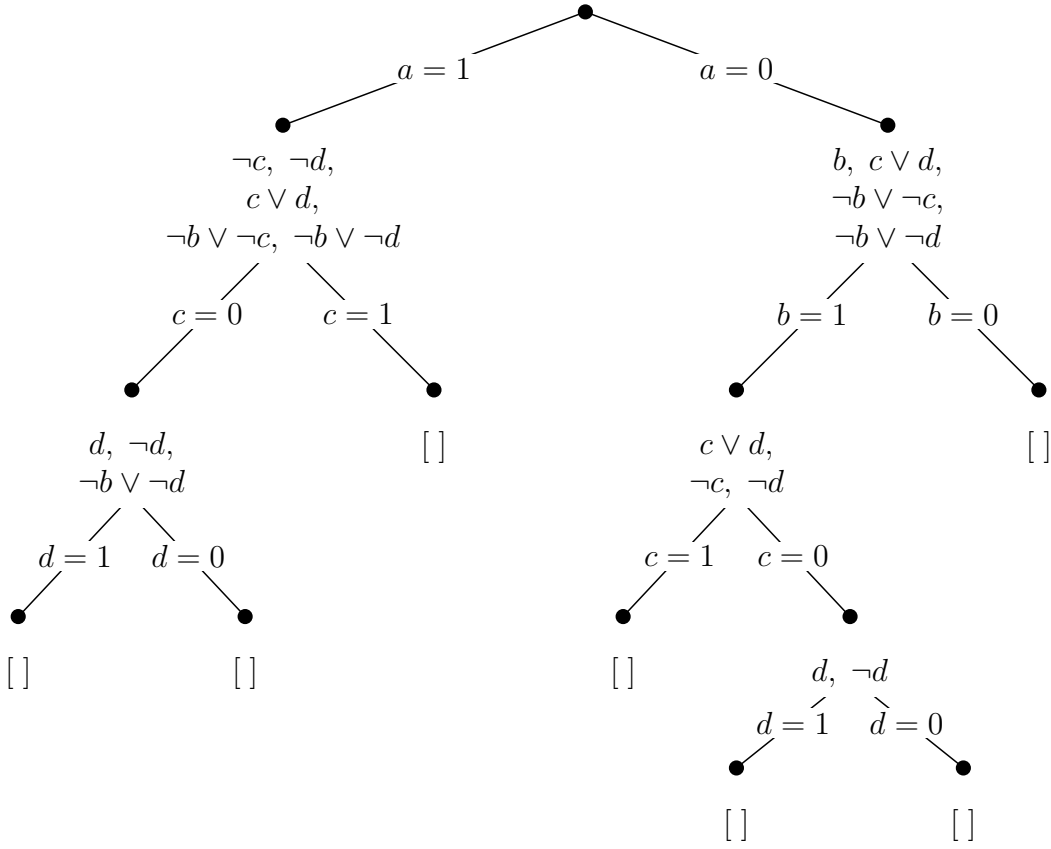 a = 1 a = 0
¬c, ¬d, b, c ∨ d,
c ∨ d, ¬b ∨ ¬c,
¬b ∨ ¬c, ¬b ∨ ¬d ¬b ∨ ¬d
c = 0 c = 1 b = 1 b = 0
d, ¬d, [ ] c ∨ d, [ ]
¬b ∨ ¬d ¬c, ¬d
d = 1 d = 0 c = 1 c = 0
[ ] [ ] [ ] d, ¬d
d = 1 d = 0
[ ] [ ]